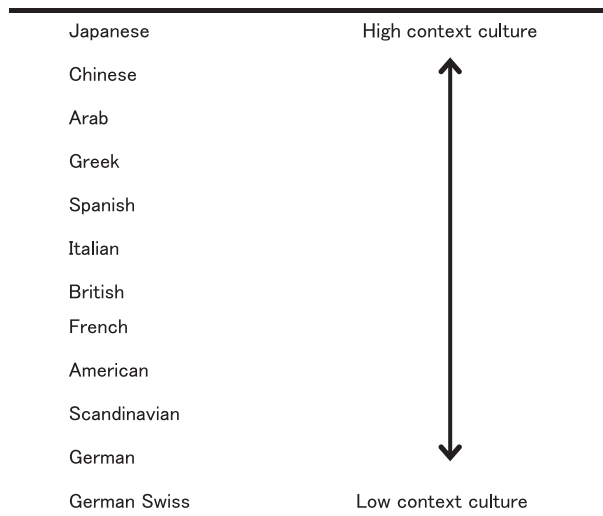 Japanese High context culture
Chinese
Arab
Greek
Spanish
Italian
British
French
American
Scandinavian
German
German Swiss Low context culture